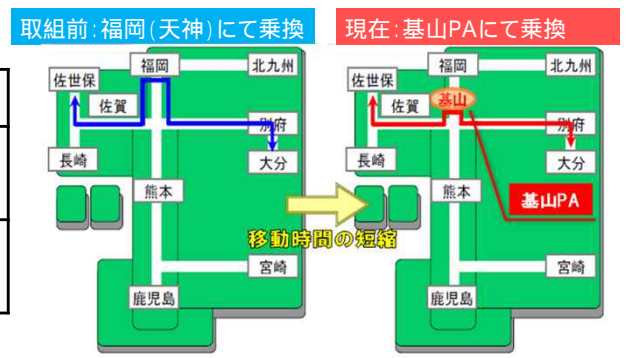 取組前:福岡(天神)にて乗換
現在:基山PAにて乗換
福岡
北九州
佐世保
佐賀
別府
長崎
大分
熊本
宮崎
鹿児島
移動時間の短縮
福岡
北九州
佐世保
佐賀
基山
別府
長崎
大分
熊本
基山PA
宮崎
鹿児島